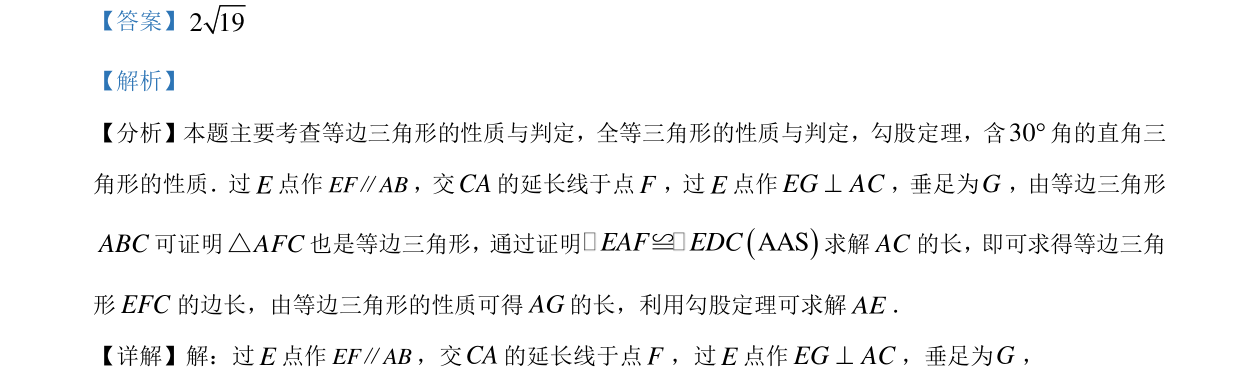 【答案】2√19
【解析】
【分析】本题主要考查等边三角形的性质与判定，全等三角形的性质与判定，勾股定理，含30°角的直角三
角形的性质．过E点作EF∥AB，交CA的延长线于点F，过E点作EG⊥AC，垂足为G，由等边三角形
ABC可证明△AFC也是等边三角形，通过证明□EAF≌□EDC(AAS)求解AC的长，即可求得等边三角
形EFC的边长，由等边三角形的性质可得AG的长，利用勾股定理可求解AE．
【详解】解：过E点作EF∥AB，交CA的延长线于点F，过E点作EG⊥AC，垂足为G，